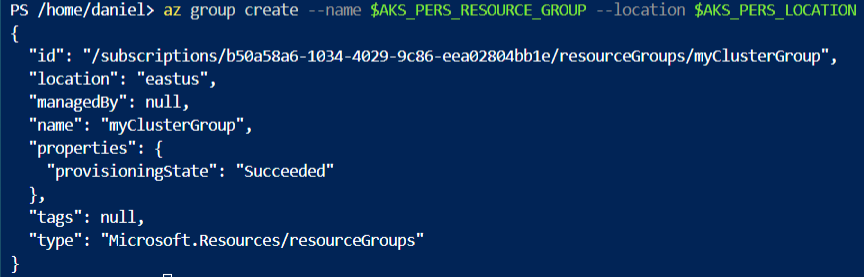 PS /home/daniel> az group create --name $AKS_PERS_RESOURCE_GROUP --location $AKS_PERS_LOCATION
{
  "id": "/subscriptions/b50a58a6-1034-4029-9c86-eea02804bb1e/resourceGroups/myClusterGroup",
  "location": "eastus",
  "managedBy": null,
  "name": "myClusterGroup",
  "properties": {
    "provisioningState": "Succeeded"
  },
  "tags": null,
  "type": "Microsoft.Resources/resourceGroups"
}